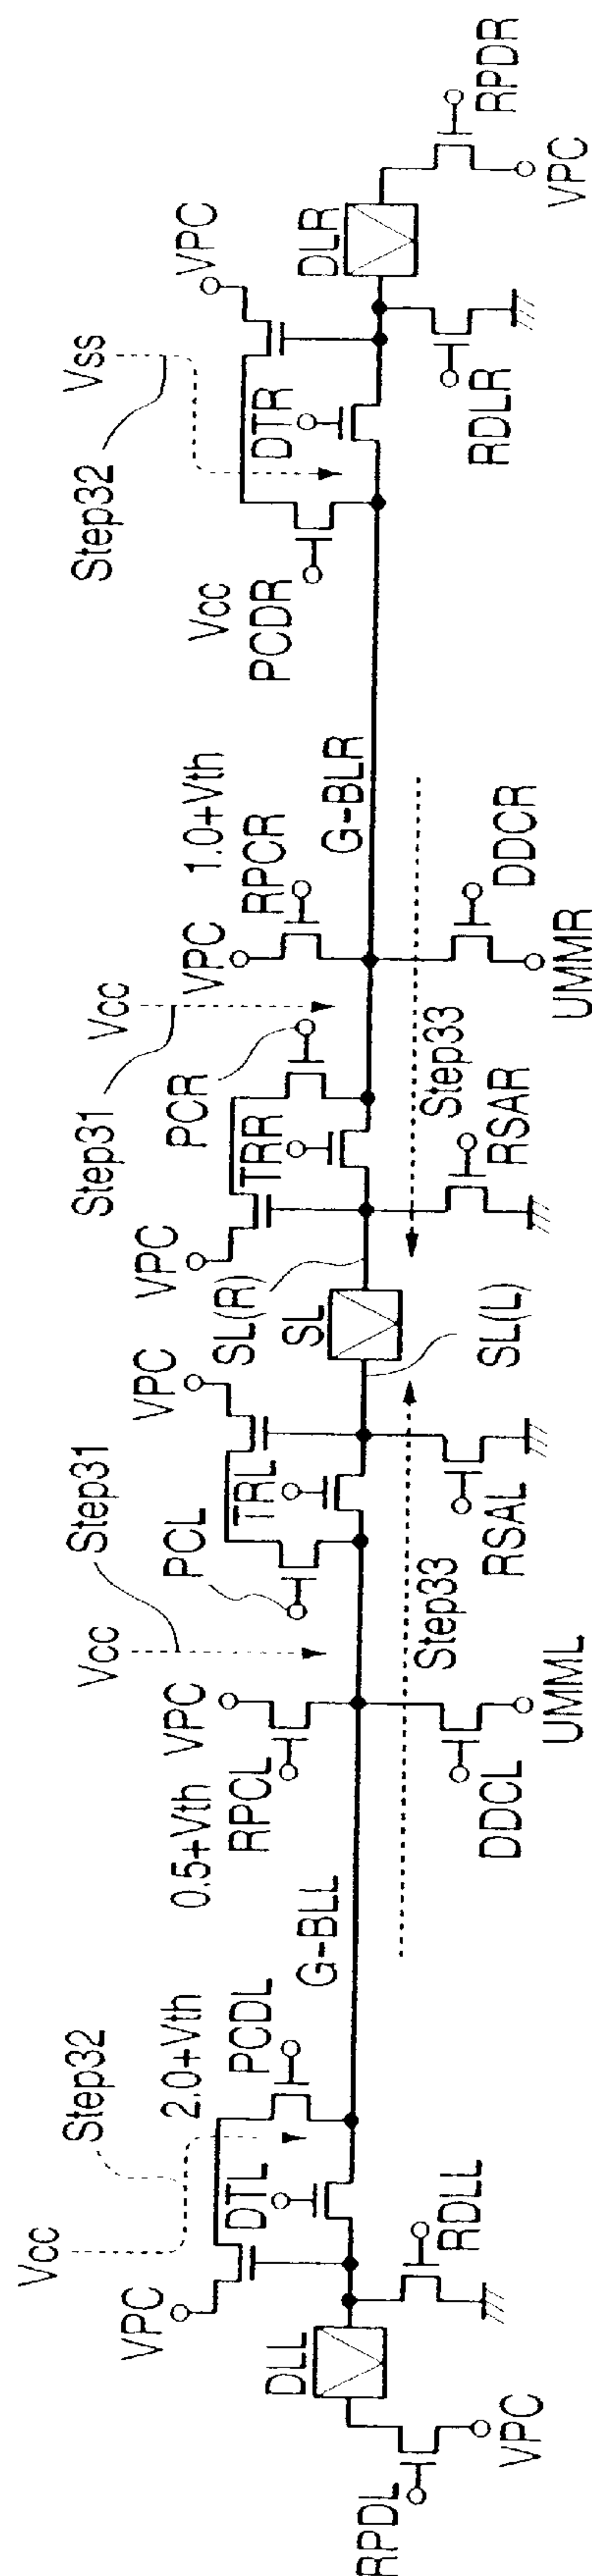 Step32
Vcc
2.0+Vth
VPC
PCDL
DTL
DLL
RDLL
RPDL
VPC
G-BLL
0.5+Vth
RPCL
VPC
Vcc
Step31
PCL
TRL
VPC
DDCL
UMML
Step33
RSAL
SL(L)
SL
SL(R)
VPC
Step31
Vcc
PCR
TRR
VPC
RPCR
1.0+Vth
Step33
RSAR
DDCR
UMMR
G-BLR
Vcc
PCDR
Step32
Vss
DTR
VPC
DLR
RDLR
RPDR
VPC